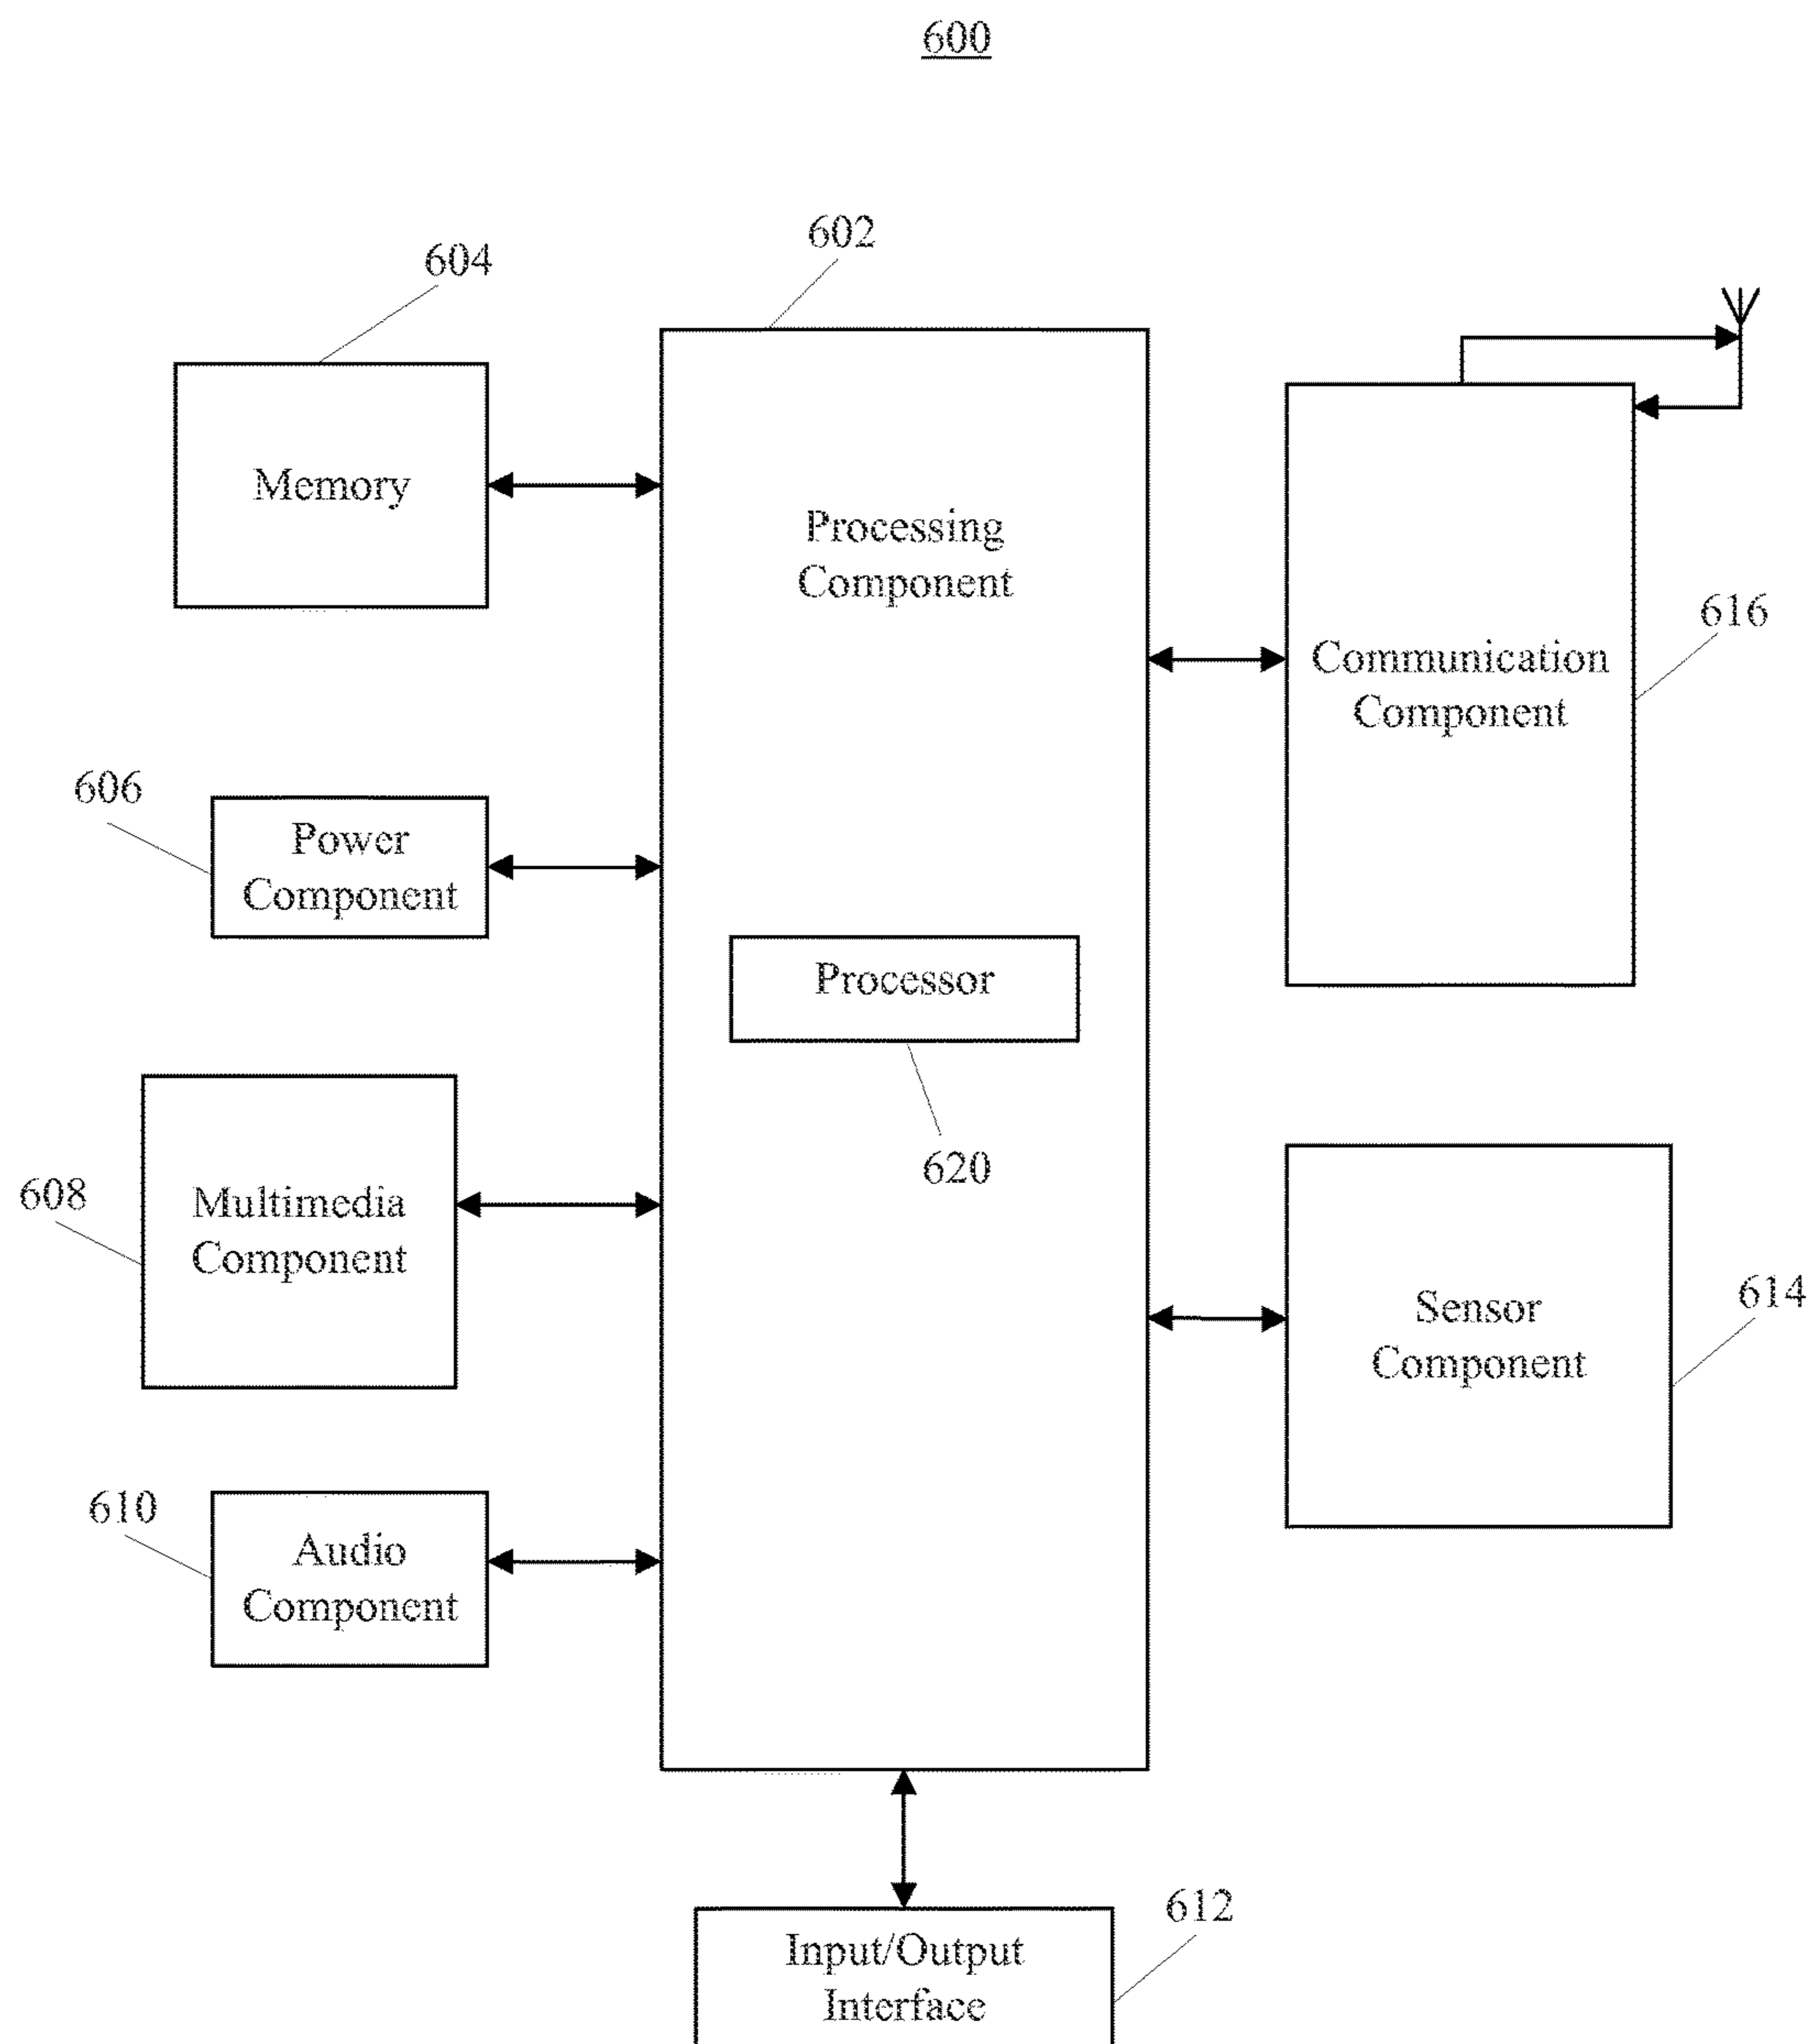 600
602
604
Memory
Processing
Component
Communication
Component
616
606
Power
Component
Processor
620
608
Multimedia
Component
Sensor
Component
614
610
Audio
Component
612
Input/Output
Interface